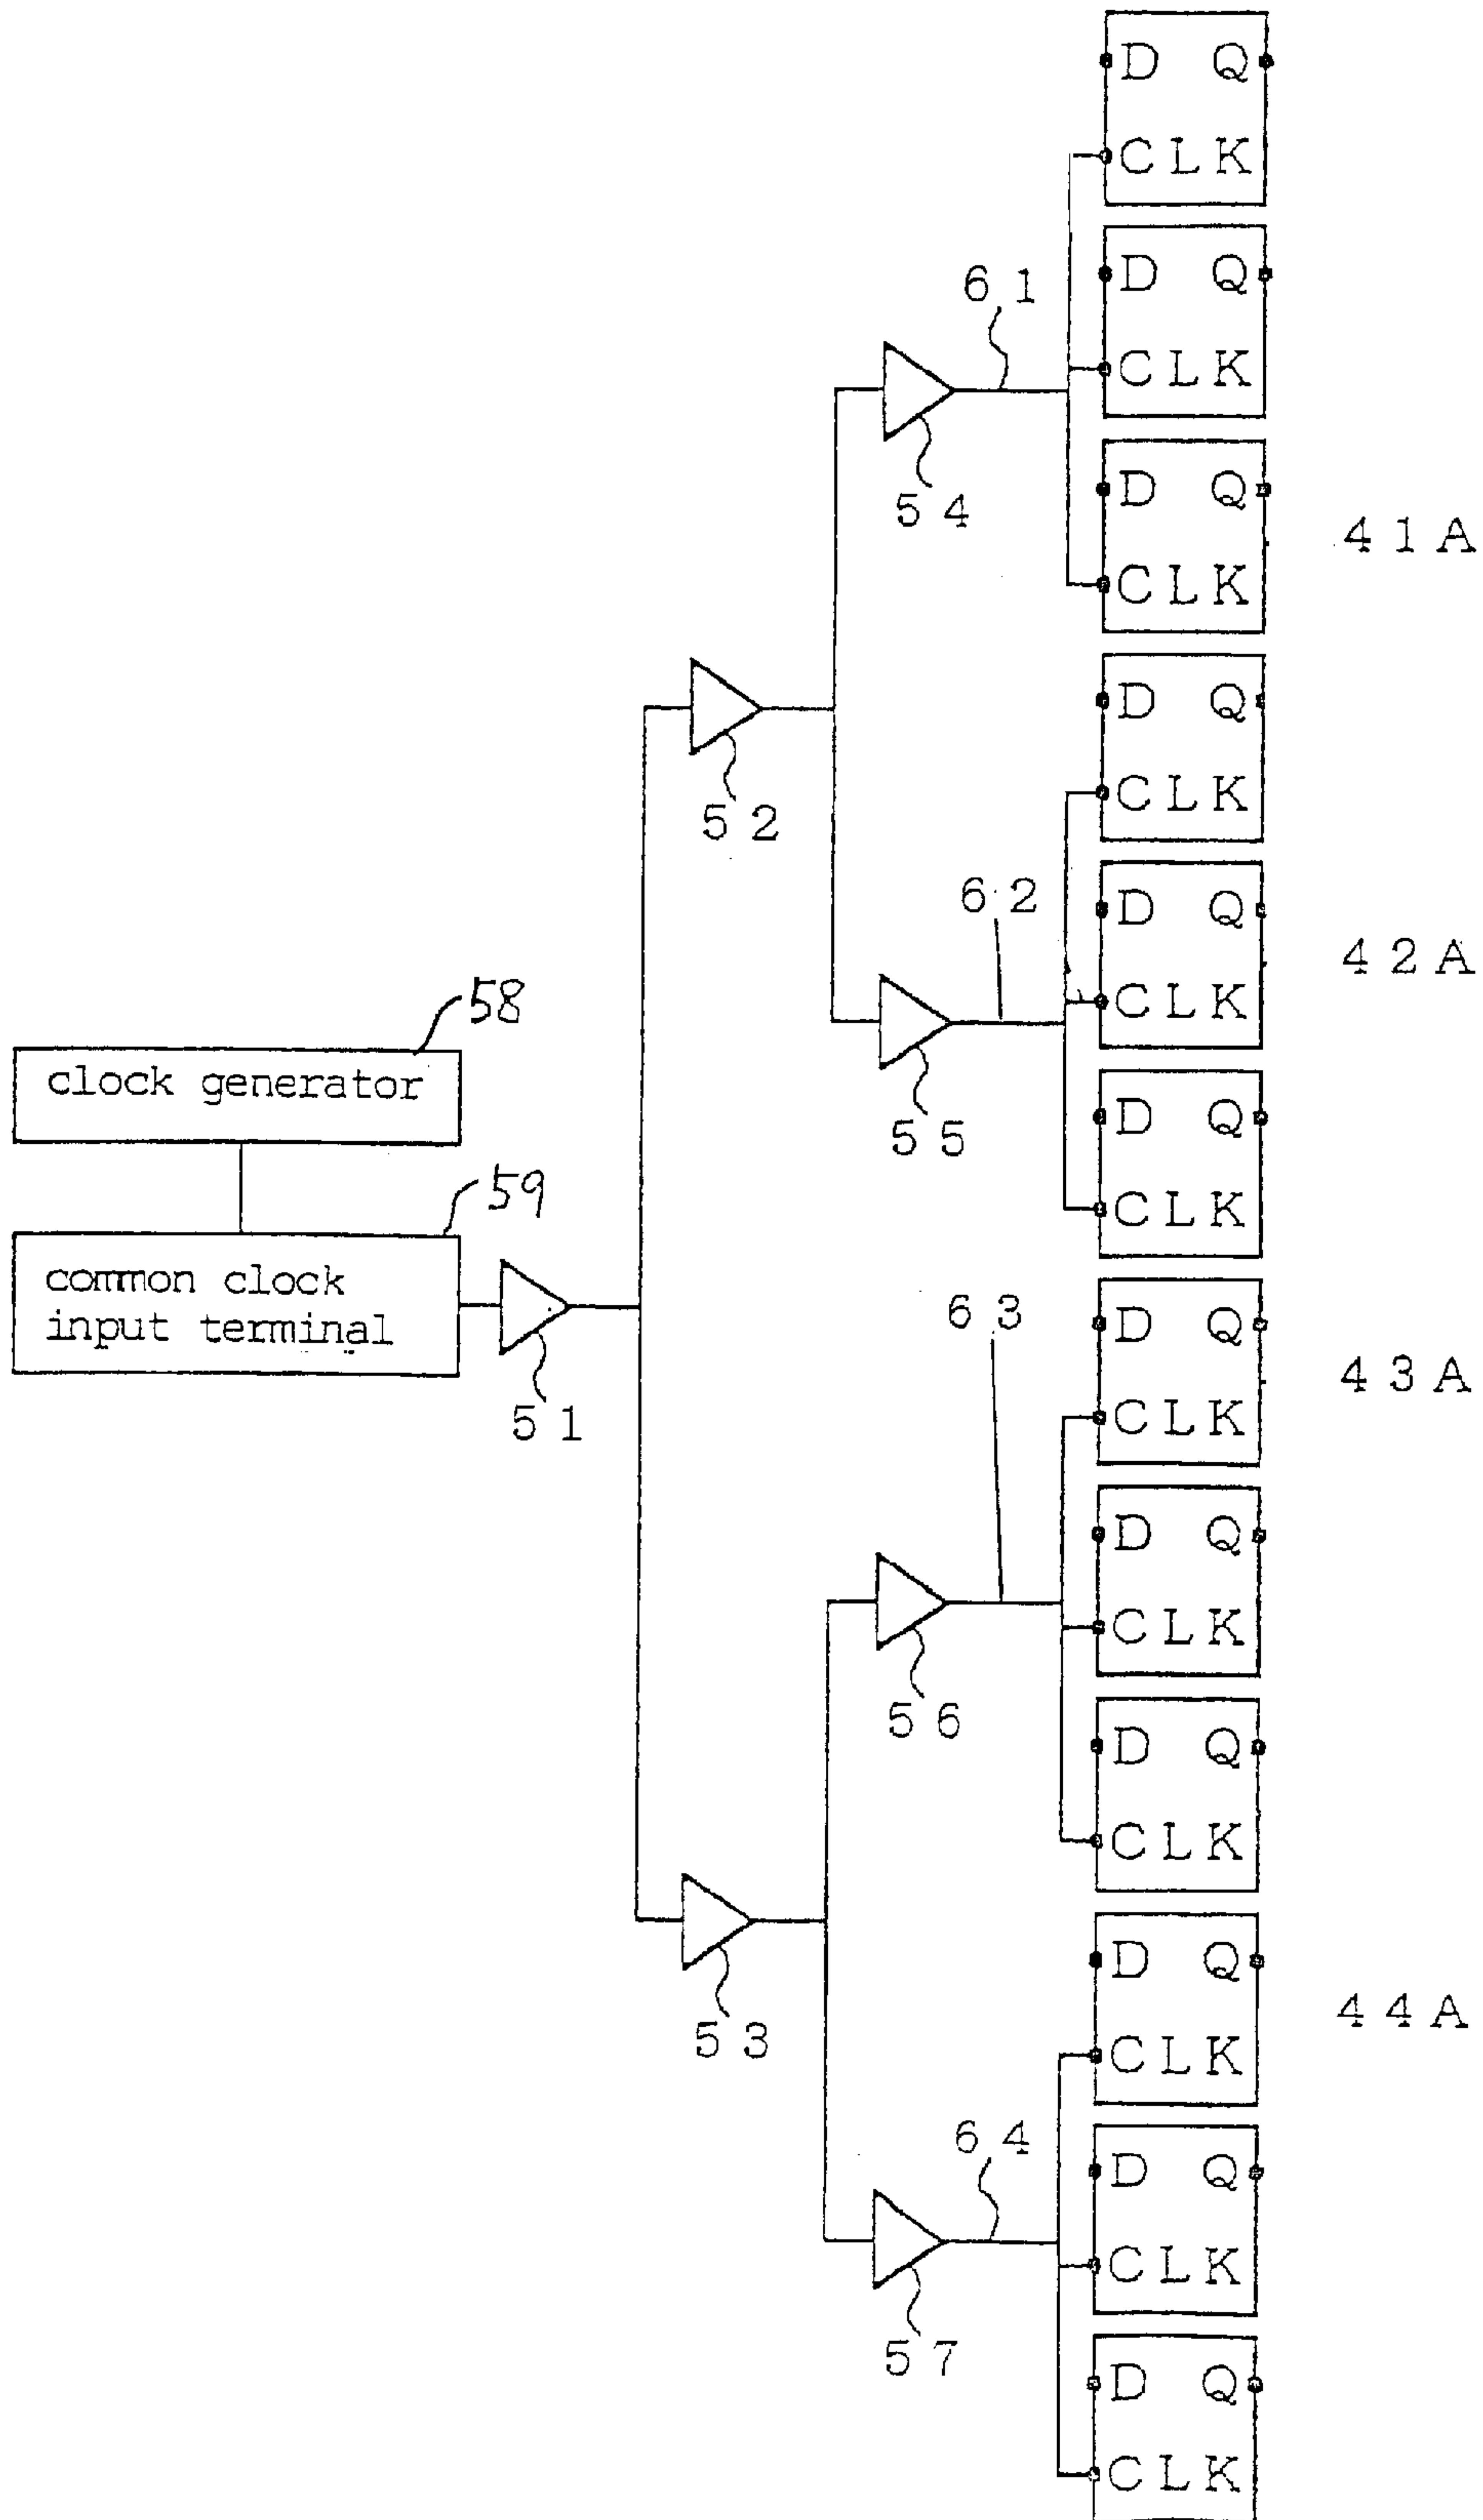 D Q
CLK
61
D Q
CLK
54
D Q
41A
CLK
52
D Q
CLK
62
D Q
42A
58
CLK
clock generator
55
D Q
59
CLK
common clock
input terminal
63
D Q
43A
51
CLK
D Q
56
CLK
D Q
CLK
53
D Q
44A
CLK
64
D Q
57
CLK
D Q
CLK